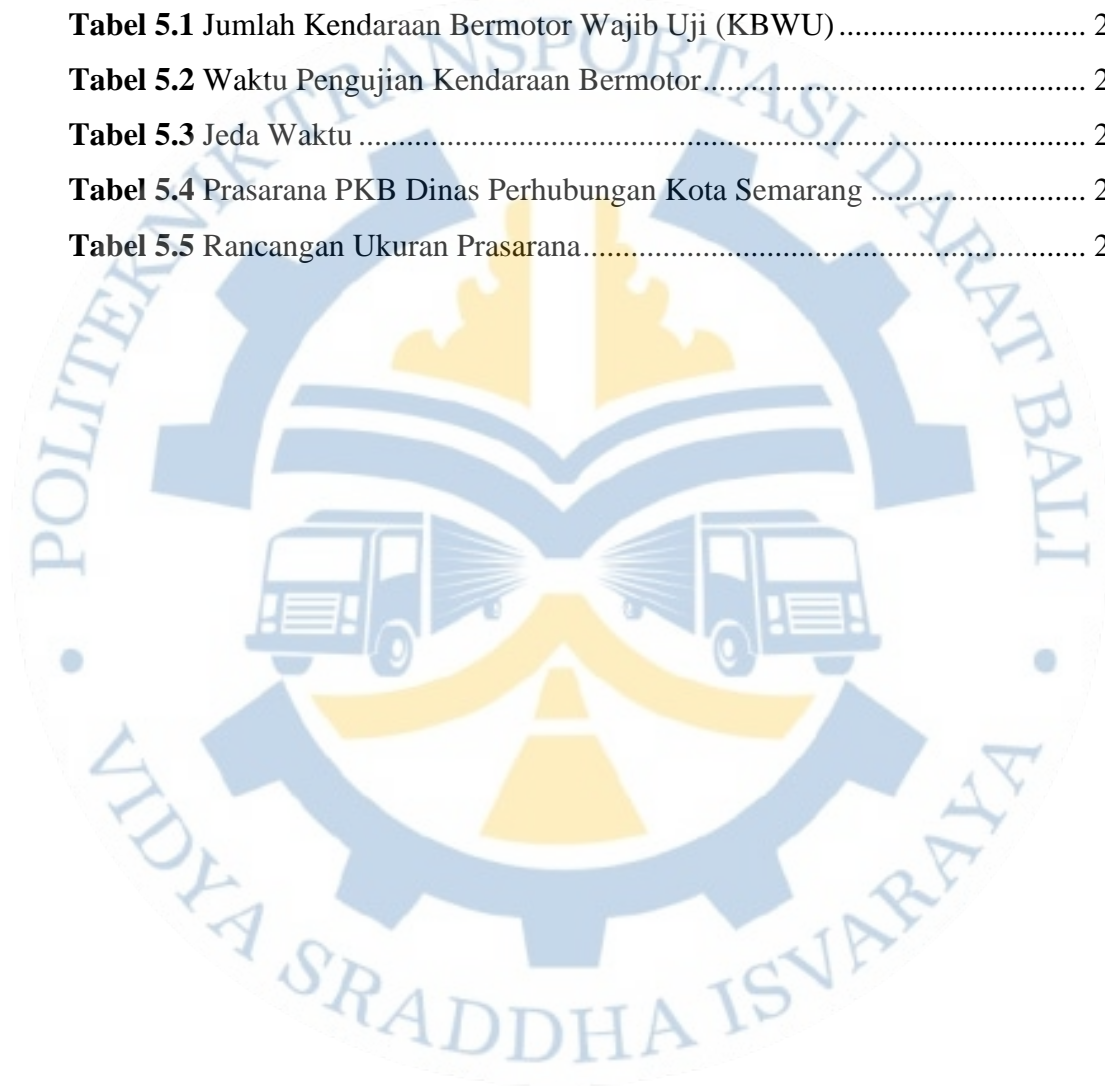 Tabel 5.1 Jumlah Kendaraan Bermotor Wajib Uji (KBWU) ............................... 2
Tabel 5.2 Waktu Pengujian Kendaraan Bermotor................................................ 2
Tabel 5.3 Jeda Waktu ........................................................................................... 2
Tabel 5.4 Prasarana PKB Dinas Perhubungan Kota Semarang ........................... 2
Tabel 5.5 Rancangan Ukuran Prasarana............................................................... 2
POLITEKNIK TRANSPORTASI DARAT BALI
VIDYA SRADDHA ISVARAYA